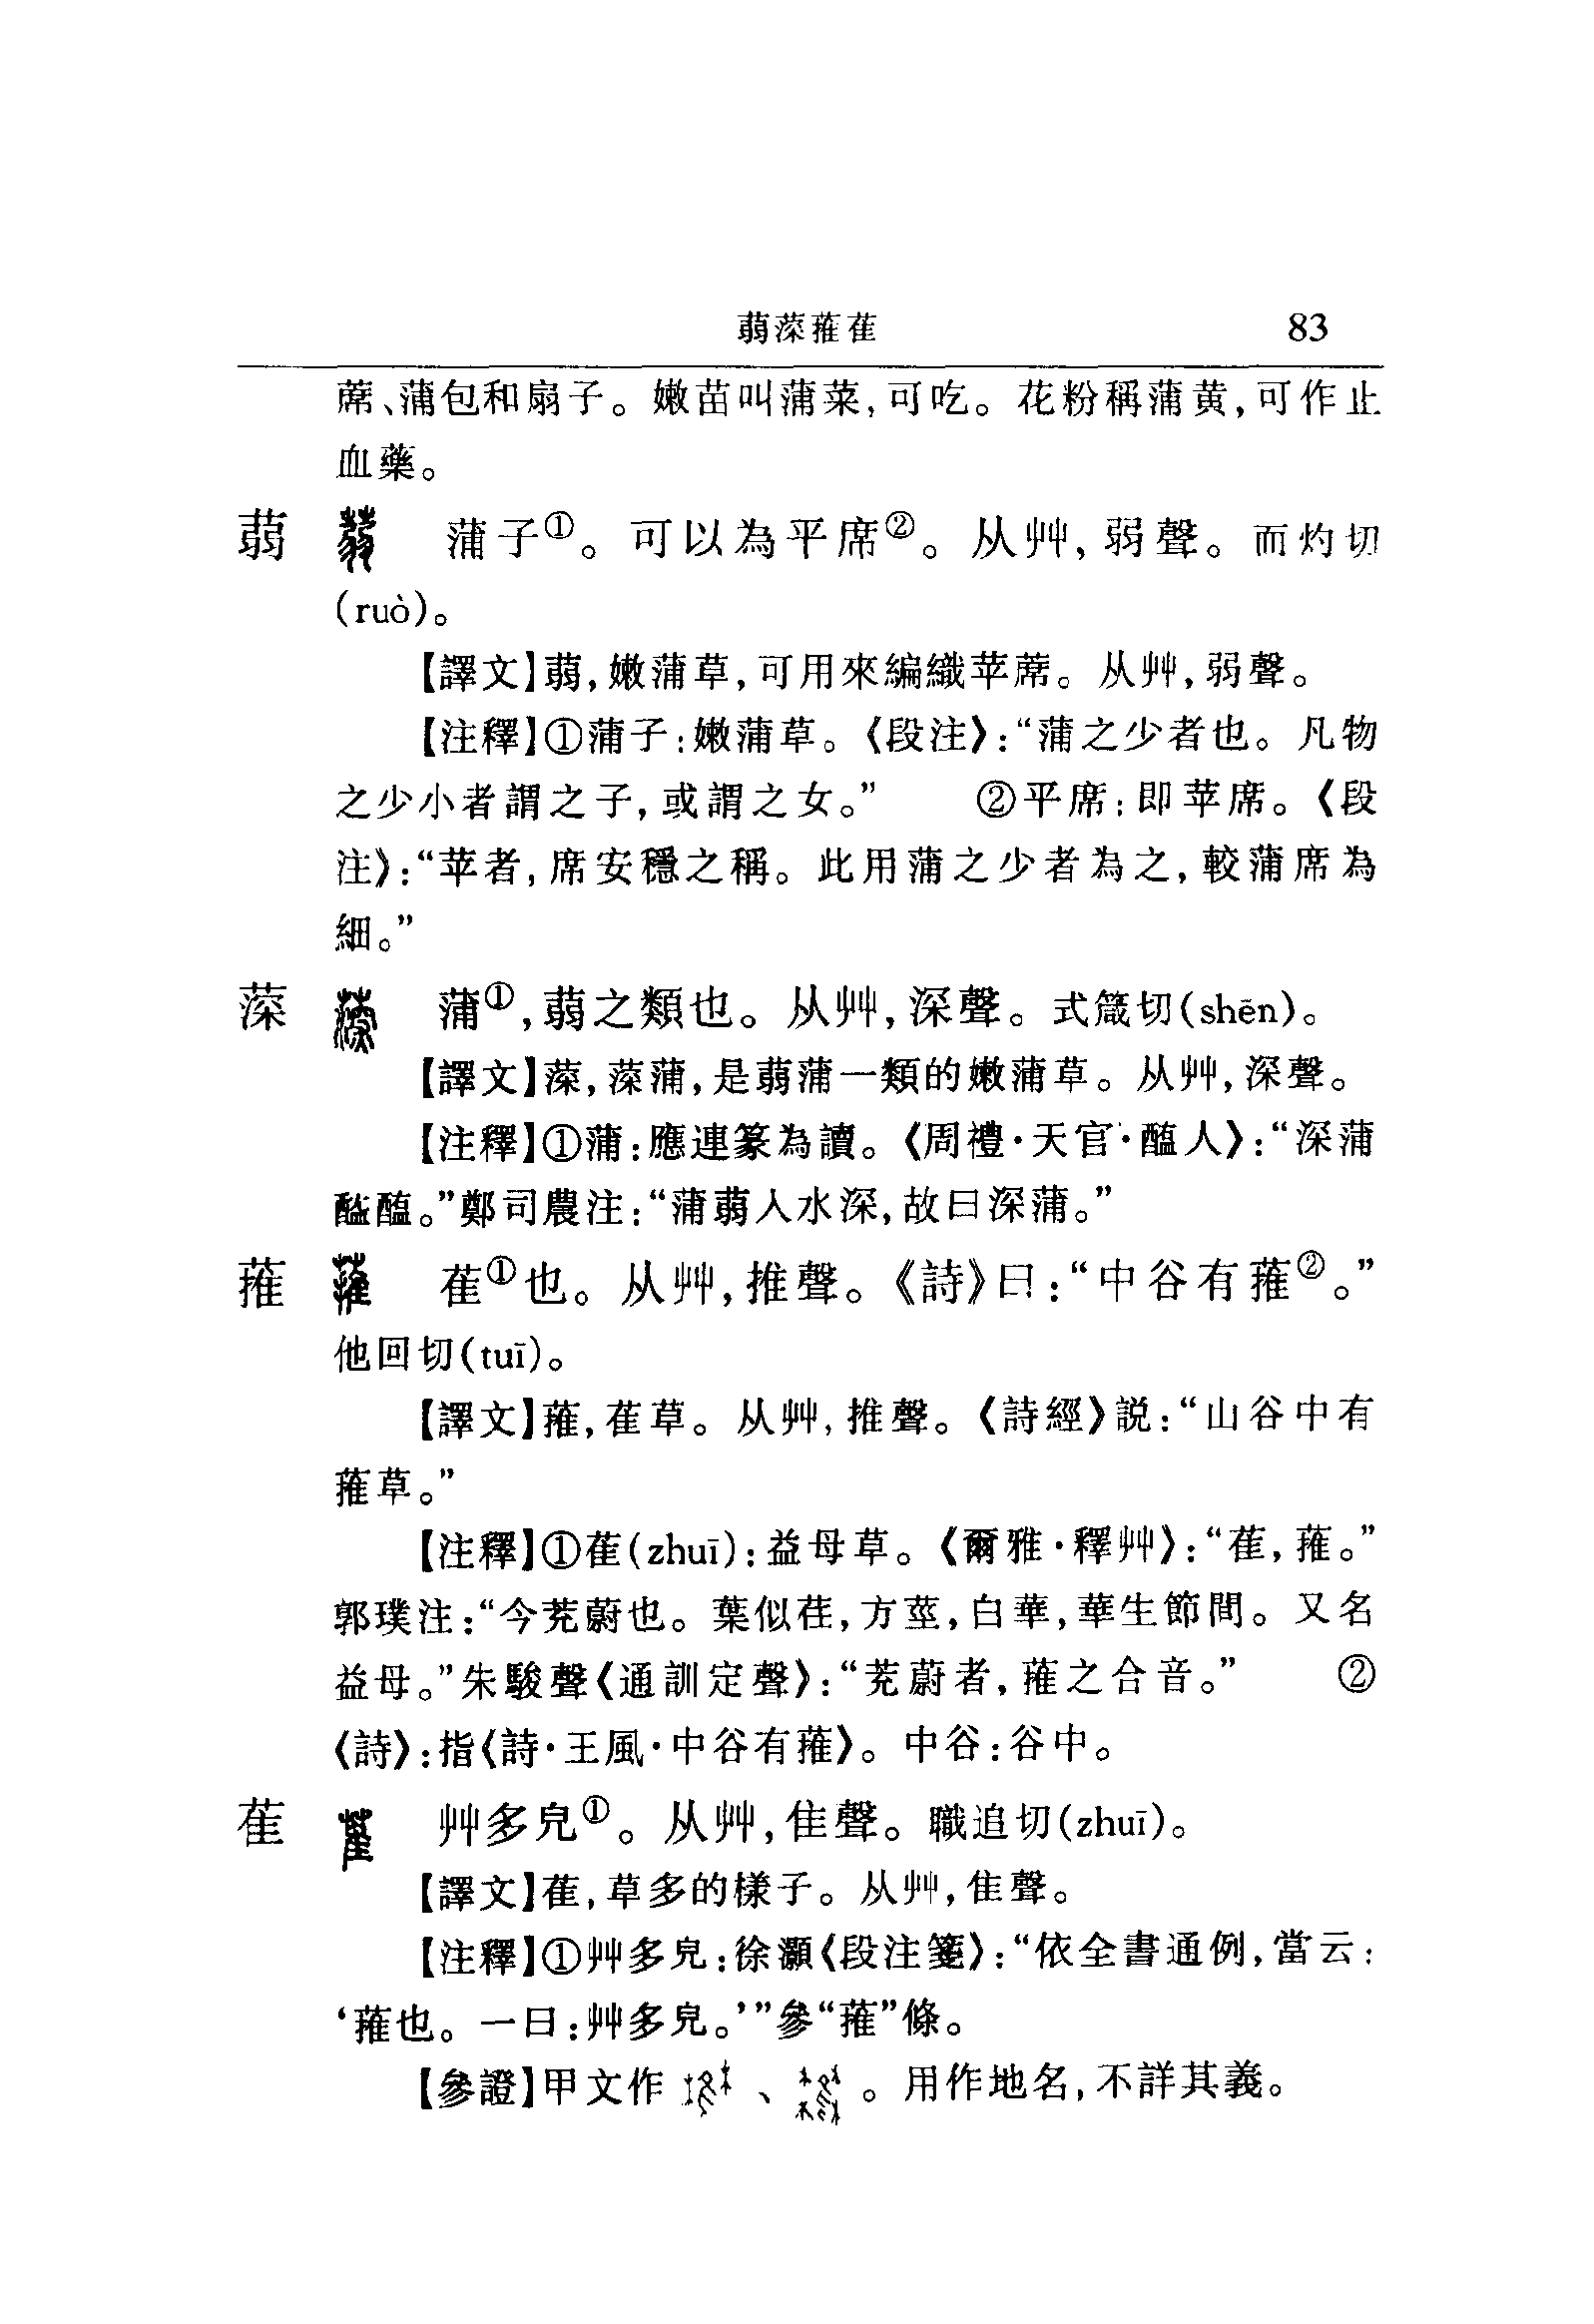 蒻蒤蓷萑 83
蓆、蒲包和扇子。嫩苗叫蒲菜,可吃。花粉稱蒲黄,可作止
血藥。
蒻 蒲子①。可以為平席②。从艸,弱聲。而灼切
(ruò)。
【譯文】蒻,嫩蒲草,可用來編織苹蓆。从艸,弱聲。
【注釋】①蒲子:嫩蒲草。《段注》:“蒲之少者也。凡物
之少小者謂之子,或謂之女。” ②平席:即苹席。《段
注》:“苹者,席安穩之稱。此用蒲之少者為之,較蒲席為
細。”
蒤 蒲①,蒻之類也。从艸,深聲。式箴切(shēn)。
【譯文】蒤,蒤蒲,是蒻蒲一類的嫩蒲草。从艸,深聲。
【注釋】①蒲:應連篆為讀。《周禮·天官·醢人》:“深蒲
醓醢。”鄭司農注:“蒲蒻入水深,故曰深蒲。”
蓷 萑①也。从艸,推聲。《詩》曰:“中谷有蓷②。”
他回切(tuī)。
【譯文】蓷,萑草。从艸,推聲。《詩經》説:“山谷中有
蓷草。”
【注釋】①萑(zhuī):益母草。《爾雅·釋艸》:“萑,蓷。”
郭璞注:“今茺蔚也。葉似荏,方莖,白華,華生節間。又名
益母。”朱駿聲《通訓定聲》:“茺蔚者,蓷之合音。” ②
《詩》:指《詩·王風·中谷有蓷》。中谷:谷中。
萑 艸多皃①。从艸,隹聲。職追切(zhuī)。
【譯文】萑,草多的樣子。从艸,隹聲。
【注釋】①艸多皃:徐灝《段注箋》:“依全書通例,當云:
‘蓷也。一曰:艸多皃。’”參“蓷”條。
【參證】甲文作 、 。用作地名,不詳其義。